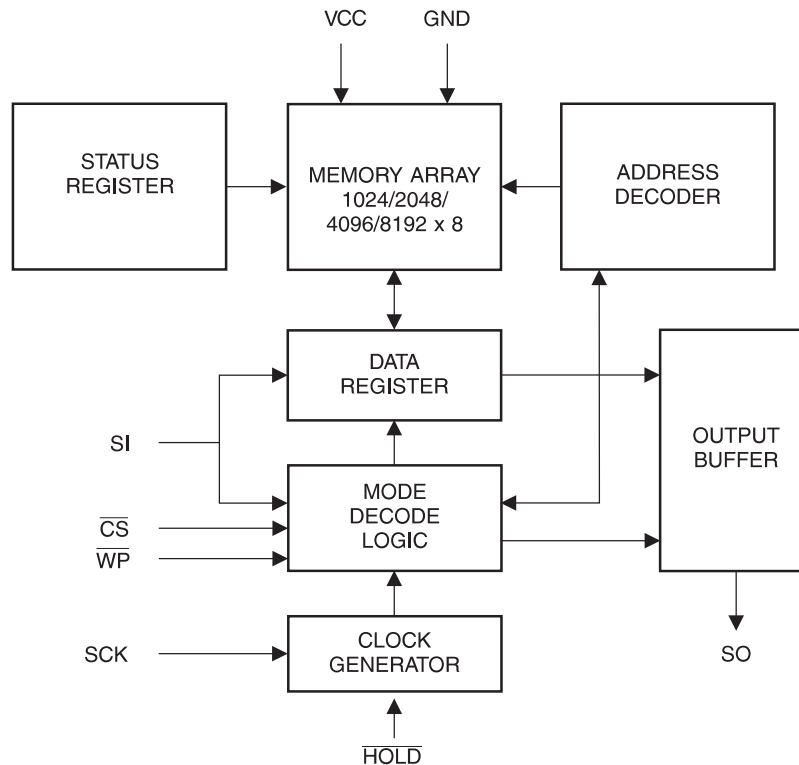 VCC
GND
STATUS
REGISTER
MEMORY ARRAY
1024/2048/
4096/8192 x 8
ADDRESS
DECODER
DATA
REGISTER
SI
OUTPUT
BUFFER
MODE
DECODE
LOGIC
CS
WP
SCK
CLOCK
GENERATOR
SO
HOLD